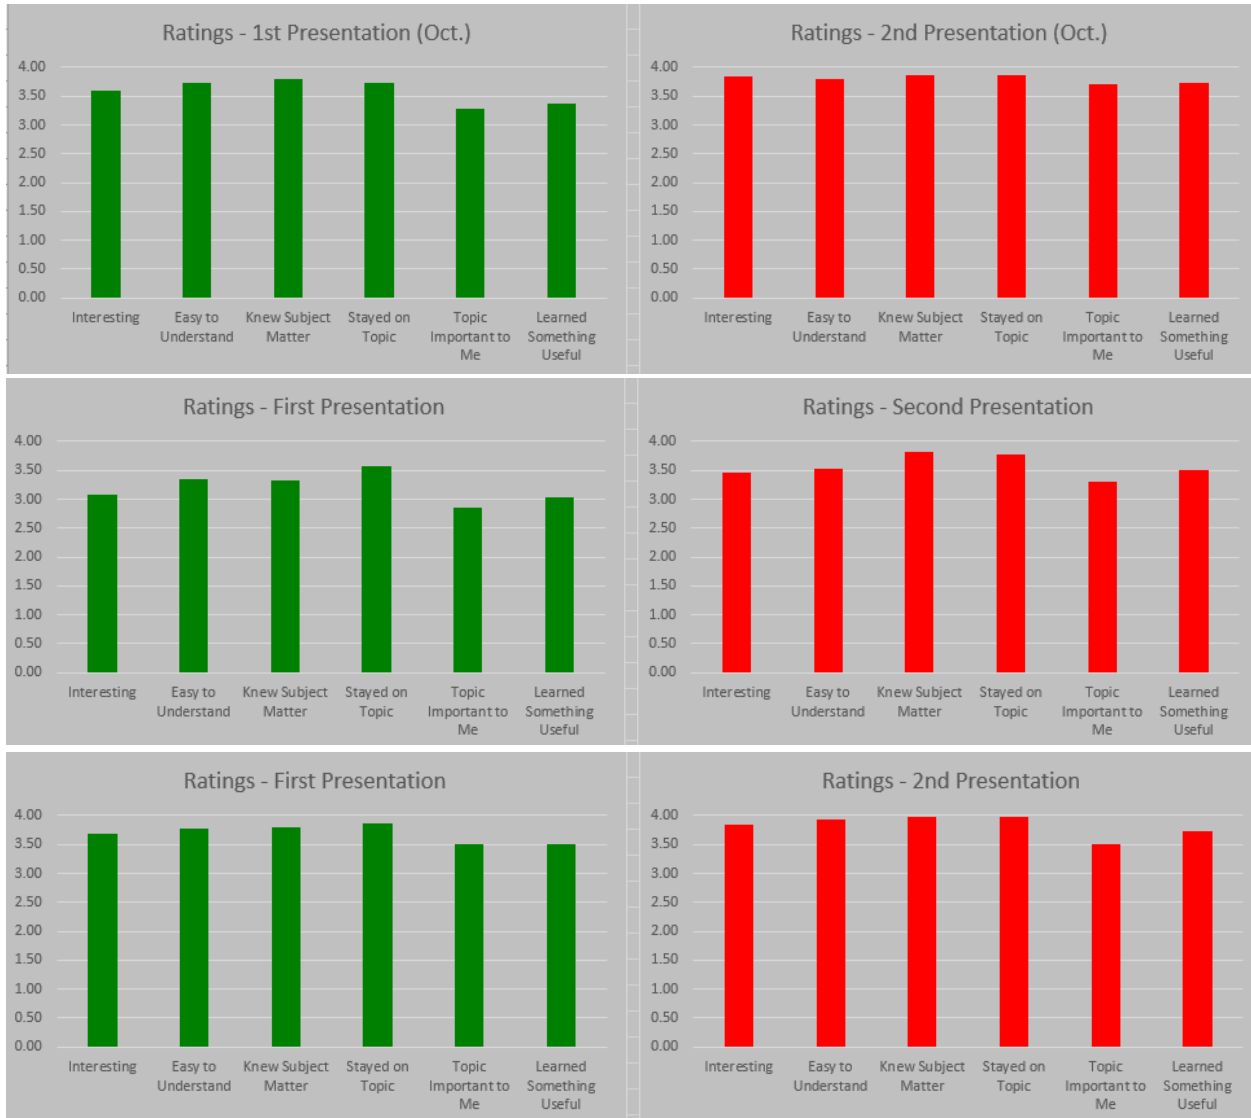 Ratings - 1st Presentation (Oct.)
4.00
3.50
3.00
2.50
2.00
1.50
1.00
0.50
0.00
Interesting
Easy to
Understand
Knew Subject
Matter
Stayed on
Topic
Topic
Important to
Me
Learned
Something
Useful
Ratings - 2nd Presentation (Oct.)
4.00
3.50
3.00
2.50
2.00
1.50
1.00
0.50
0.00
Interesting
Easy to
Understand
Knew Subject
Matter
Stayed on
Topic
Topic
Important to
Me
Learned
Something
Useful
Ratings - First Presentation
4.00
3.50
3.00
2.50
2.00
1.50
1.00
0.50
0.00
Interesting
Easy to
Understand
Knew Subject
Matter
Stayed on
Topic
Topic
Important to
Me
Learned
Something
Useful
Ratings - Second Presentation
4.00
3.50
3.00
2.50
2.00
1.50
1.00
0.50
0.00
Interesting
Easy to
Understand
Knew Subject
Matter
Stayed on
Topic
Topic
Important to
Me
Learned
Something
Useful
Ratings - First Presentation
4.00
3.50
3.00
2.50
2.00
1.50
1.00
0.50
0.00
Interesting
Easy to
Understand
Knew Subject
Matter
Stayed on
Topic
Topic
Important to
Me
Learned
Something
Useful
Ratings - 2nd Presentation
4.00
3.50
3.00
2.50
2.00
1.50
1.00
0.50
0.00
Interesting
Easy to
Understand
Knew Subject
Matter
Stayed on
Topic
Topic
Important to
Me
Learned
Something
Useful